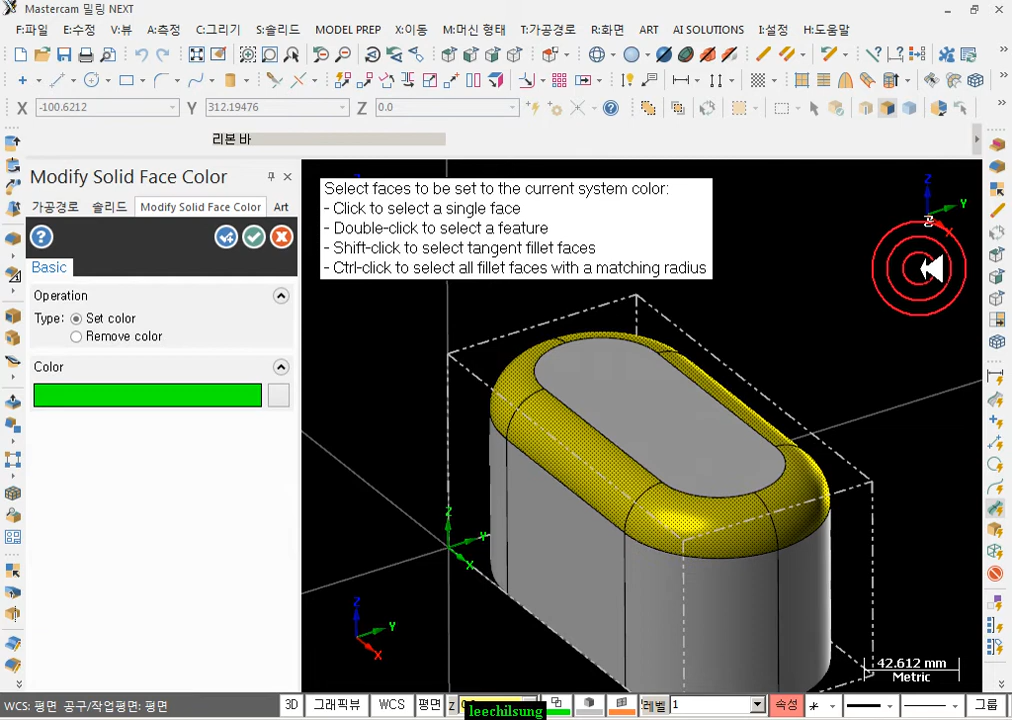 Mastercam 밀링 NEXT
F:파일 E:수정 V:뷰 A:측정 C:그리기 S:솔리드 MODEL PREP X:이동 M:머신 형태 T:가공경로 R:화면 ART AI SOLUTIONS I:설정 H:도움말
X -100.6212 Y 312.19476 Z 0.0
리본 바
Modify Solid Face Color
가공경로 솔리드 Modify Solid Face Color Art
Basic
Operation
Type: Set color
Remove color
Color
Select faces to be set to the current system color:
- Click to select a single face
- Double-click to select a feature
- Shift-click to select tangent fillet faces
- Ctrl-click to select all fillet faces with a matching radius
Z
Y
공
X
Z
Y
X
Z
Y
X
42.612 mm
Metric
WCS: 평면 공구/작업평면: 평면
3D 그래픽뷰 WCS 평면 Z
leechilsung
레벨 1 속성 그룹